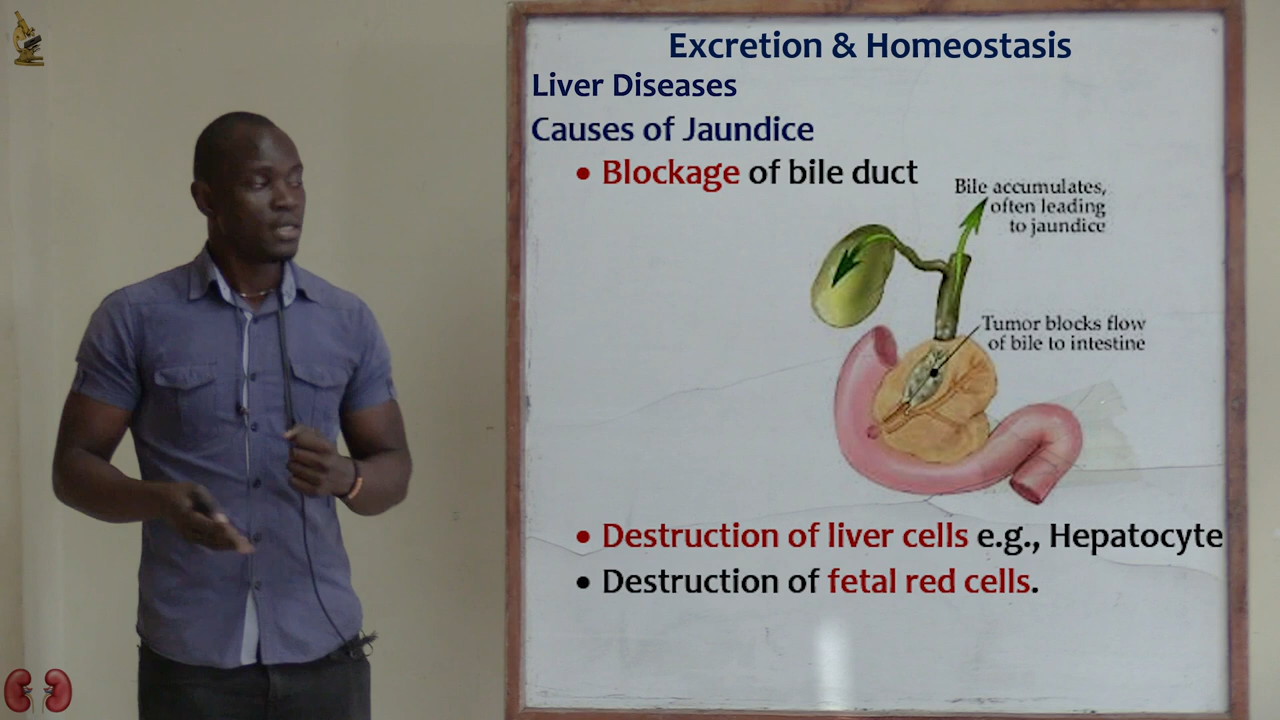 Excretion & Homeostasis
Liver Diseases
Causes of Jaundice
• Blockage of bile duct
Bile accumulates,
often leading
to jaundice
Tumor blocks flow
of bile to intestine
• Destruction of liver cells e.g., Hepatocyte
• Destruction of fetal red cells.